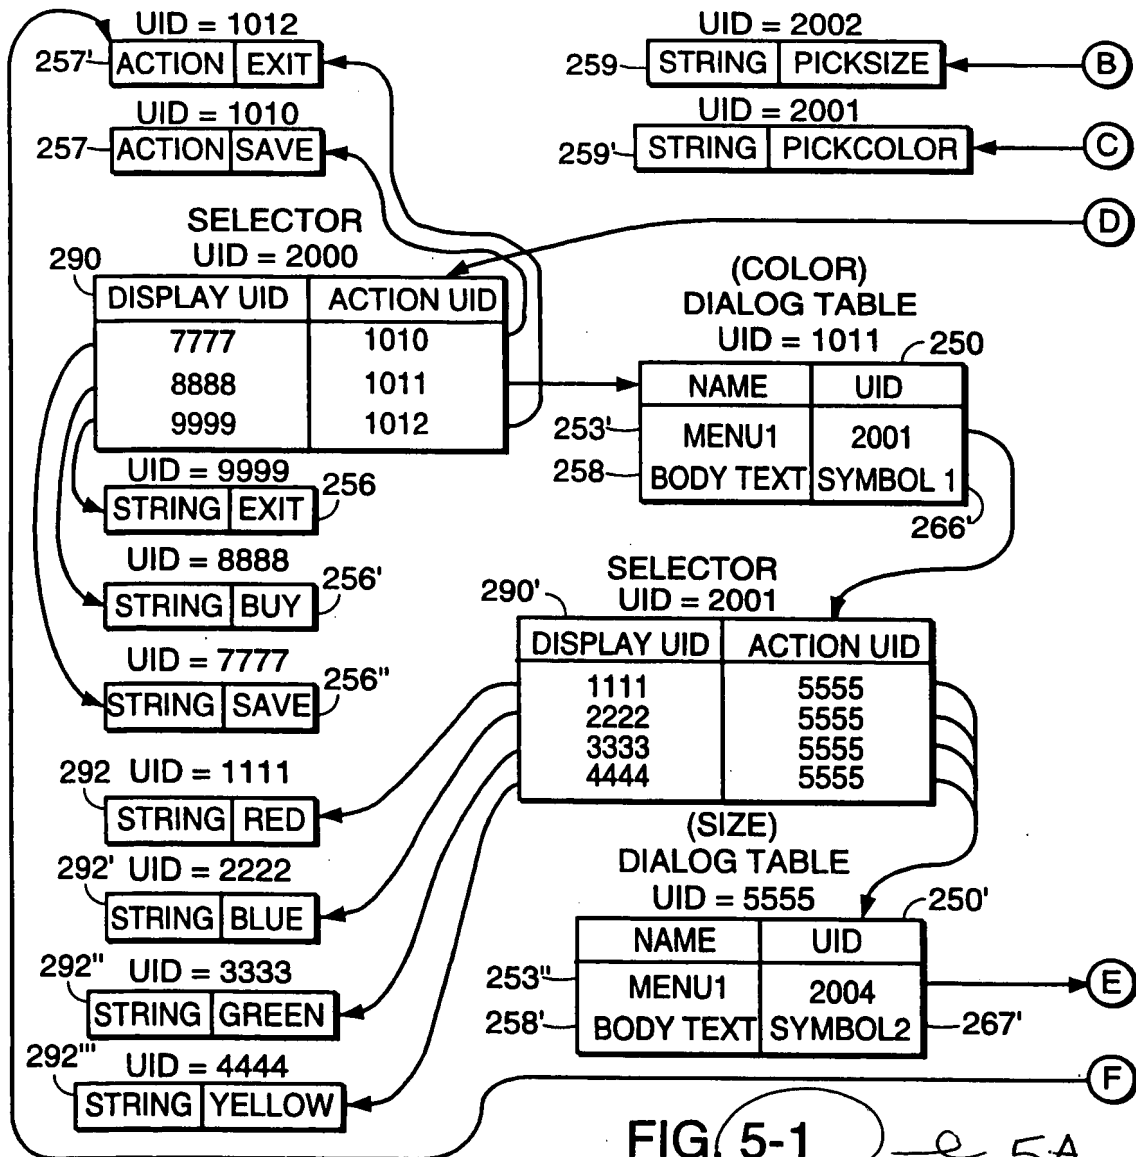 UID = 1012
257' ACTION EXIT
UID = 1010
257 ACTION SAVE
UID = 2002
259 STRING PICKSIZE B
UID = 2001
259' STRING PICKCOLOR C
D
SELECTOR
UID = 2000
290
DISPLAY UID ACTION UID
7777 1010
8888 1011
9999 1012
(COLOR)
DIALOG TABLE
UID = 1011
250
NAME UID
253' MENU1 2001
258 BODY TEXT SYMBOL 1
266'
UID = 9999
STRING EXIT 256
UID = 8888
STRING BUY 256'
UID = 7777
STRING SAVE 256"
SELECTOR
UID = 2001
290'
DISPLAY UID ACTION UID
1111 5555
2222 5555
3333 5555
4444 5555
292 UID = 1111
STRING RED
292' UID = 2222
STRING BLUE
292" UID = 3333
STRING GREEN
292"' UID = 4444
STRING YELLOW
(SIZE)
DIALOG TABLE
UID = 5555
250'
NAME UID
253" MENU1 2004 E
258' BODY TEXT SYMBOL2 267'
F
FIG. 5-1 5A